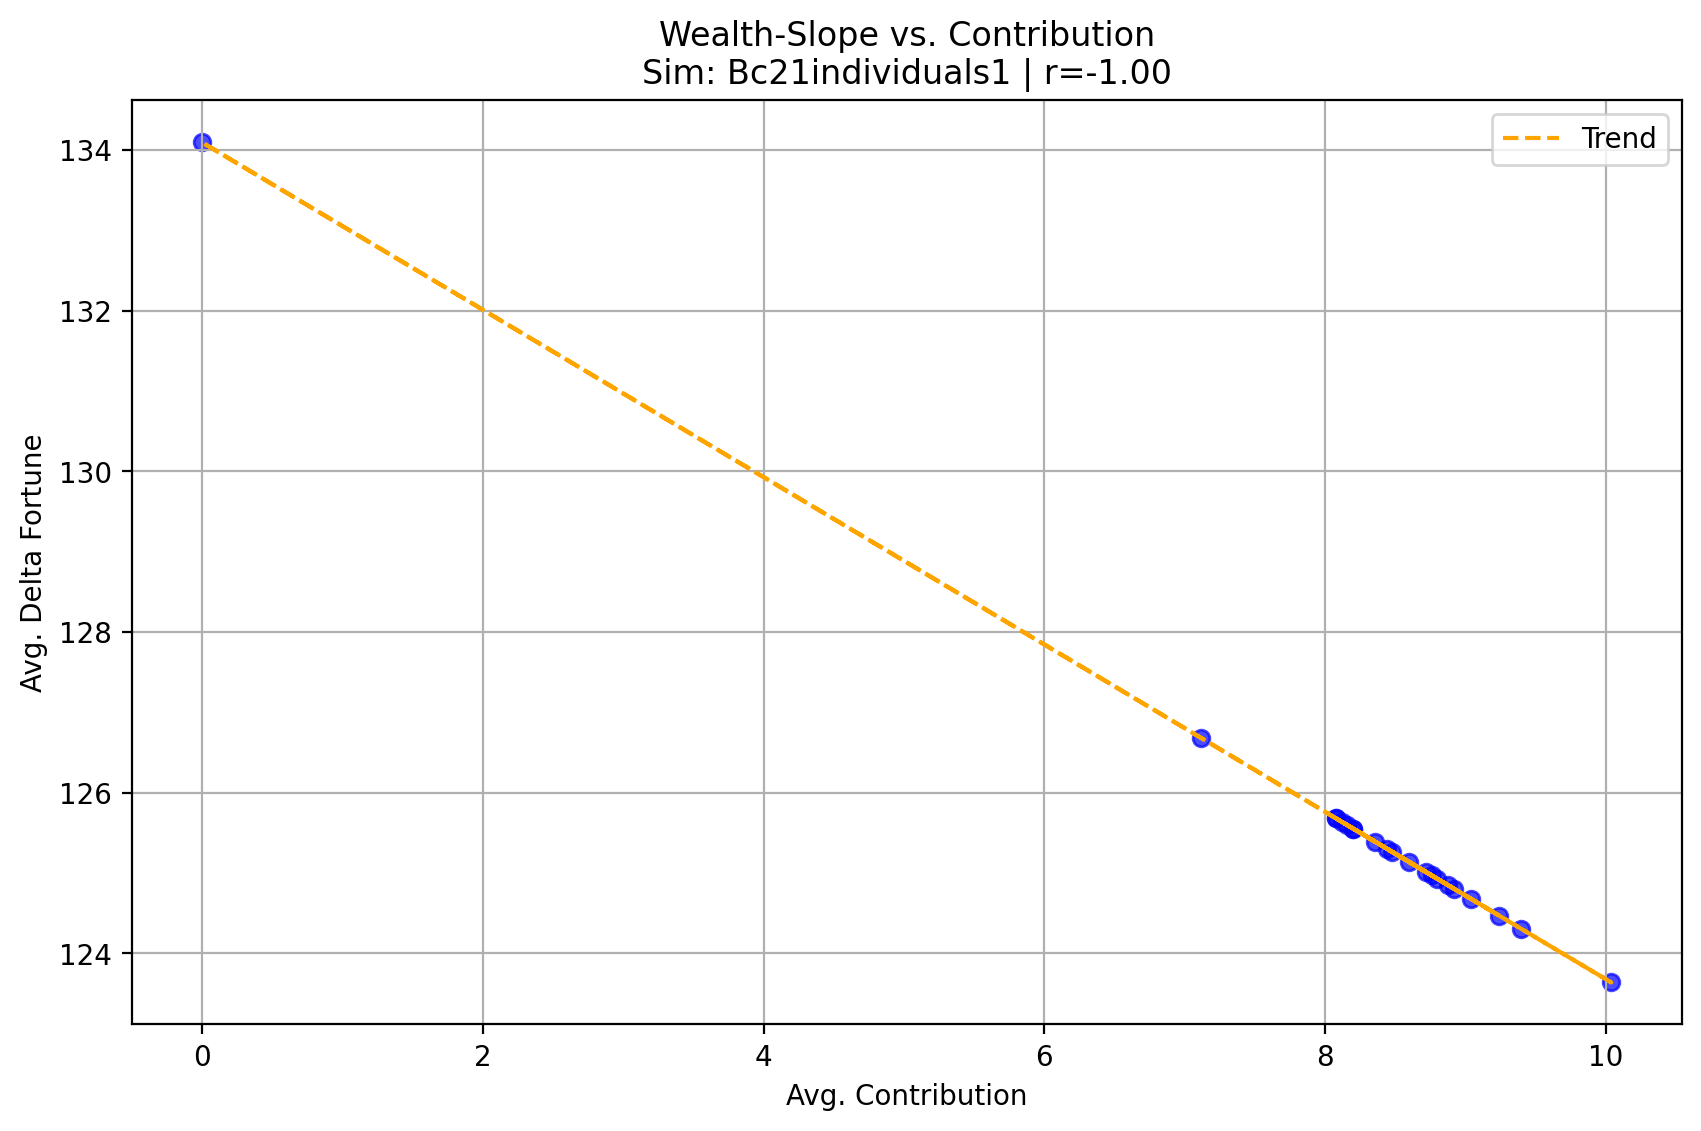 Wealth-Slope vs. Contribution
Sim: Bc21individuals1 | r=-1.00
Trend
Avg. Delta Fortune
134
132
130
128
126
124
0 2 4 6 8 10
Avg. Contribution